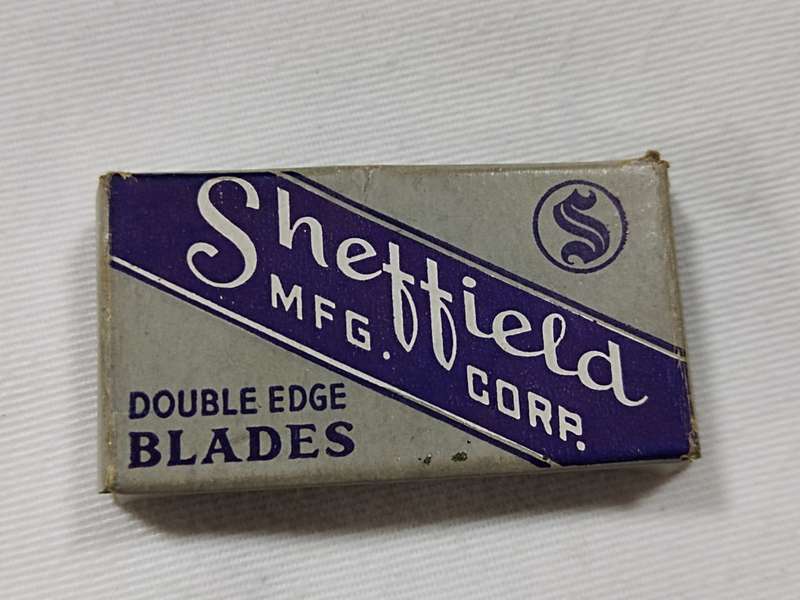 S
Sheffield
MFG. CORP.
DOUBLE EDGE
BLADES